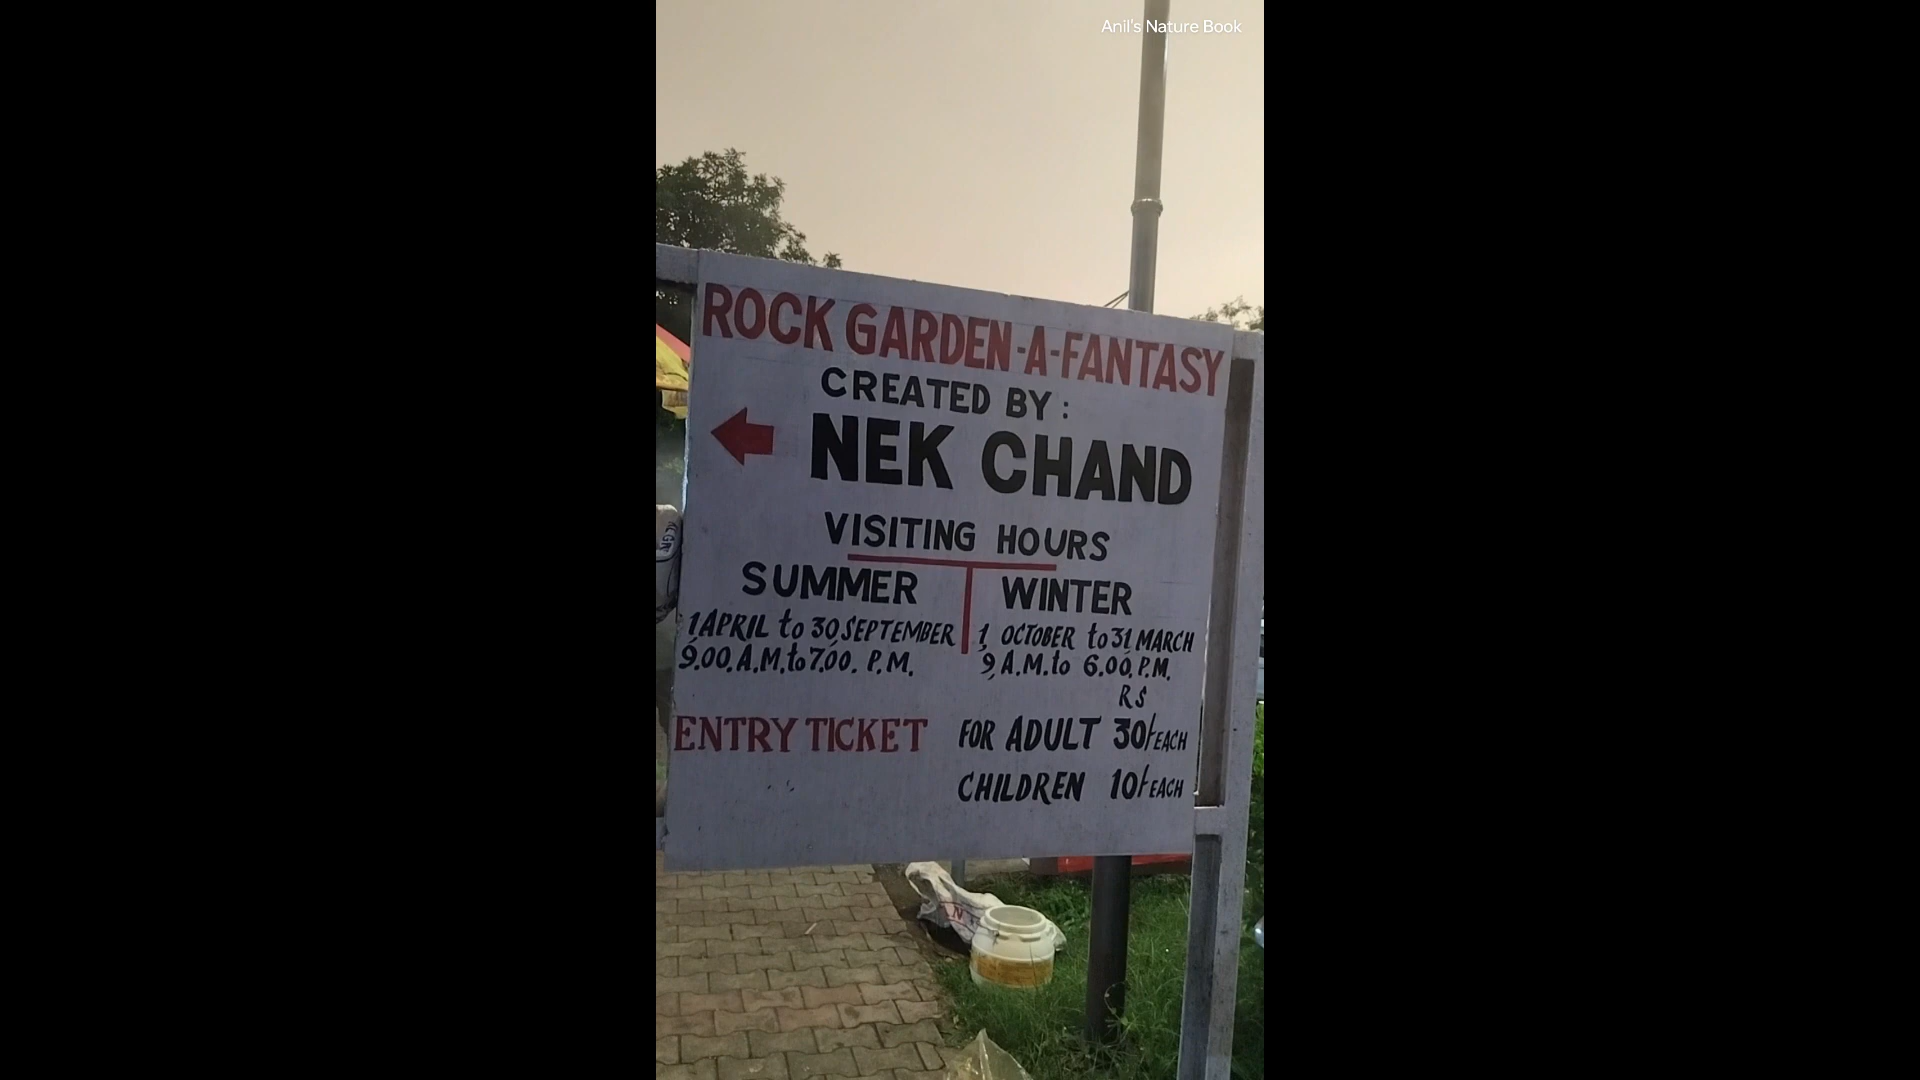 Anil's Nature Book
ROCK GARDEN-A-FANTASY
CREATED BY:
NEK CHAND
VISITING HOURS
SUMMER
1, APRIL to 30, SEPTEMBER
9.00. A.M. to 7.00. P.M.
WINTER
1, OCTOBER to 31, MARCH
9, A.M. to 6.00, P.M.
RS
ENTRY TICKET FOR ADULT 30/- EACH
CHILDREN 10/- EACH